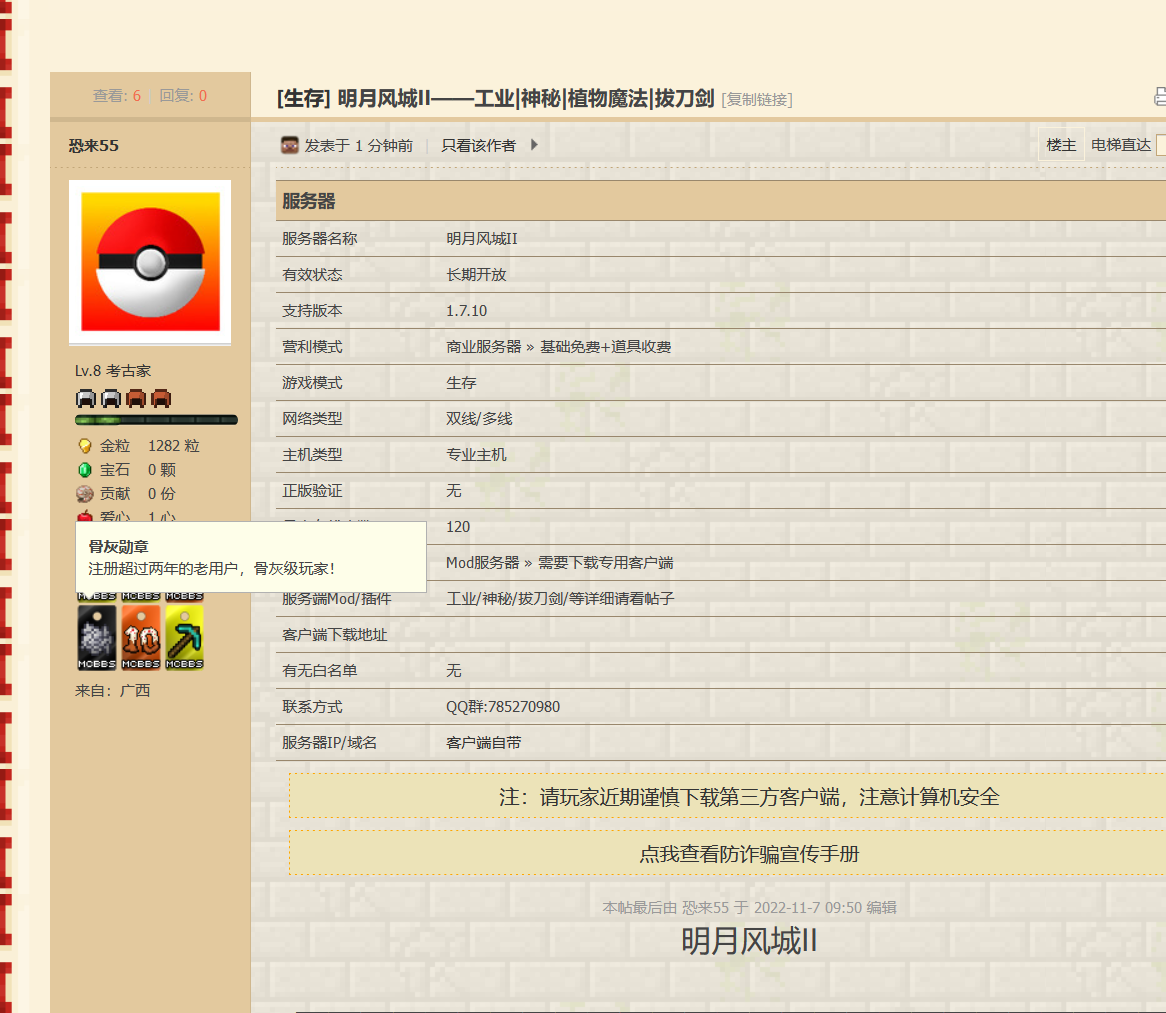 查看: 6 | 回复: 0
[生存] 明月风城II——工业|神秘|植物魔法|拔刀剑 [复制链接]
恐来55
发表于 1 分钟前 | 只看该作者
楼主 电梯直达
Lv.8 考古家
金粒 1282 粒
宝石 0 颗
贡献 0 份
爱心 1 心
骨灰勋章
注册超过两年的老用户，骨灰级玩家！
MCBBS MCBBS MCBBS
10
MCBBS MCBBS MCBBS
来自：广西
服务器
服务器名称 明月风城II
有效状态 长期开放
支持版本 1.7.10
营利模式 商业服务器 » 基础免费+道具收费
游戏模式 生存
网络类型 双线/多线
主机类型 专业主机
正版验证 无
120
Mod服务器 » 需要下载专用客户端
服务端Mod/插件 工业/神秘/拔刀剑/等详细请看帖子
客户端下载地址
有无白名单 无
联系方式 QQ群:785270980
服务器IP/域名 客户端自带
注：请玩家近期谨慎下载第三方客户端，注意计算机安全
点我查看防诈骗宣传手册
本帖最后由 恐来55 于 2022-11-7 09:50 编辑
明月风城II